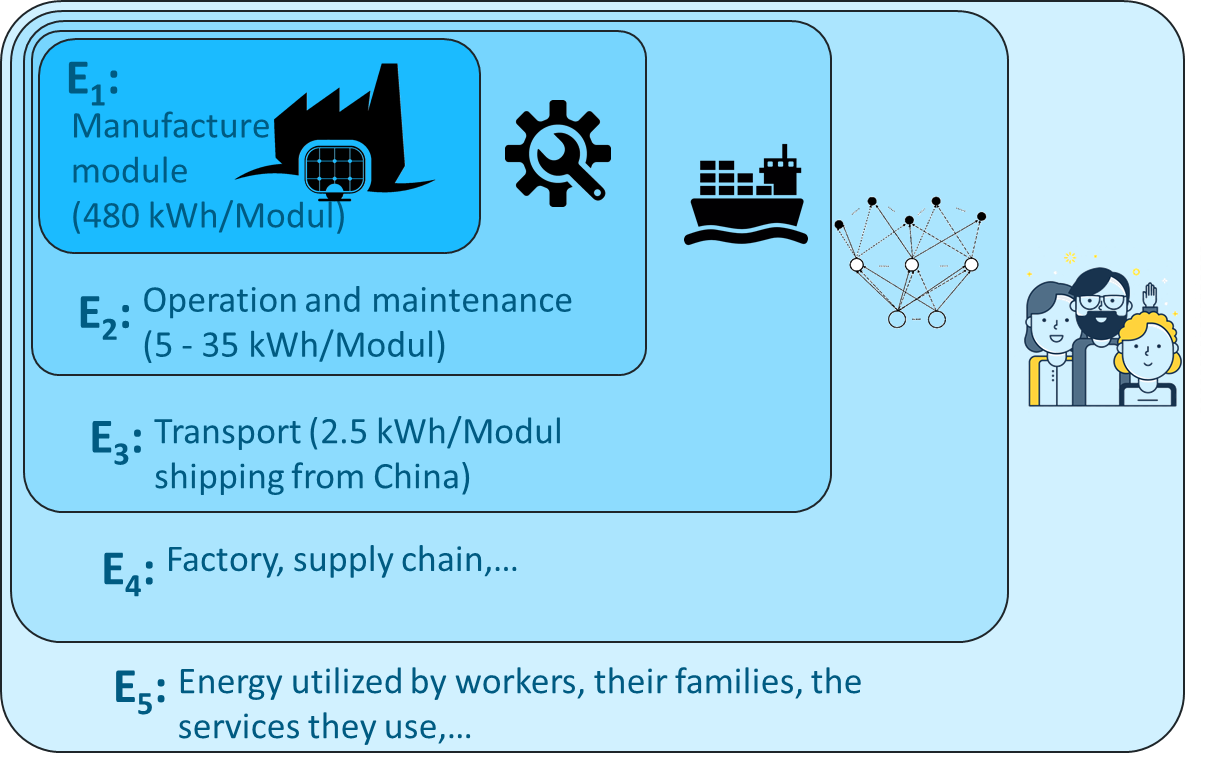 E1:
Manufacture
module
(480 kWh/Modul)
E2: Operation and maintenance
(5 - 35 kWh/Modul)
E3: Transport (2.5 kWh/Modul
shipping from China)
E4: Factory, supply chain,...
E5: Energy utilized by workers, their families, the
services they use,...